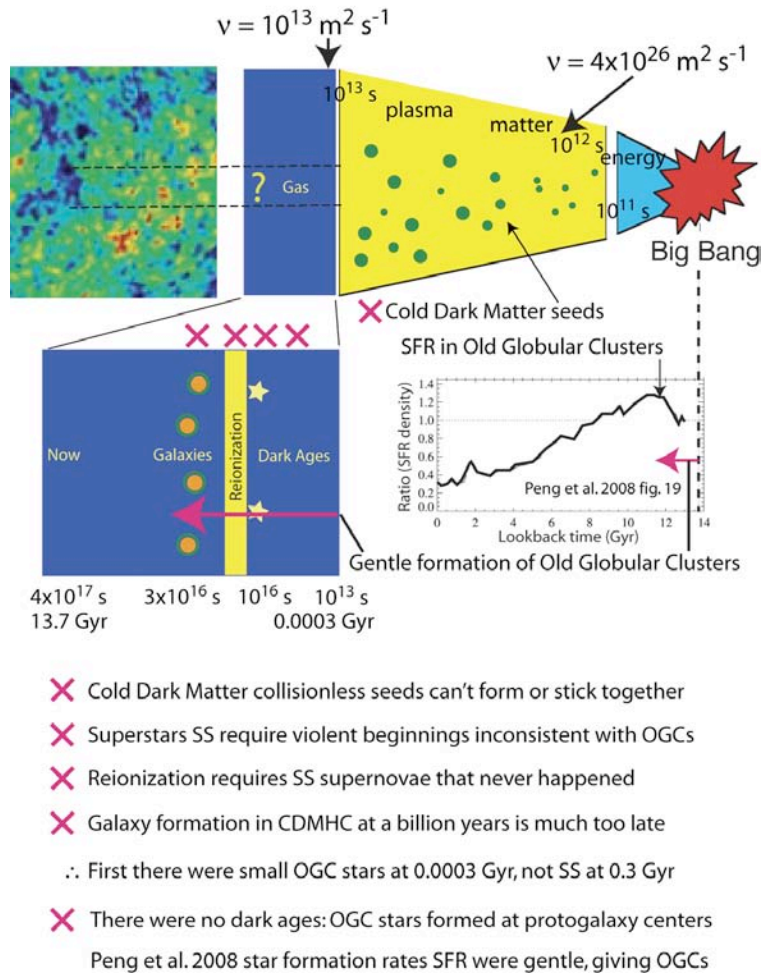 ν = 10¹³ m² s⁻¹
ν = 4x10²⁶ m² s⁻¹
10¹³ s
plasma
matter
10¹² s
energy
? Gas
10¹¹ s
Big Bang
Cold Dark Matter seeds
SFR in Old Globular Clusters
Now
Galaxies
Reionization
Dark Ages
Ratio (SFR density)
1.4
1.2
1.0
0.8
0.6
0.4
0.2
0.0
Peng et al. 2008 fig. 19
0 2 4 6 8 10 12 14
Lookback time (Gyr)
Gentle formation of Old Globular Clusters
4x10¹⁷ s 3x10¹⁶ s 10¹⁶ s 10¹³ s
13.7 Gyr 0.0003 Gyr
Cold Dark Matter collisionless seeds can't form or stick together
Superstars SS require violent beginnings inconsistent with OGCs
Reionization requires SS supernovae that never happened
Galaxy formation in CDMHC at a billion years is much too late
∴ First there were small OGC stars at 0.0003 Gyr, not SS at 0.3 Gyr
There were no dark ages: OGC stars formed at protogalaxy centers
Peng et al. 2008 star formation rates SFR were gentle, giving OGCs